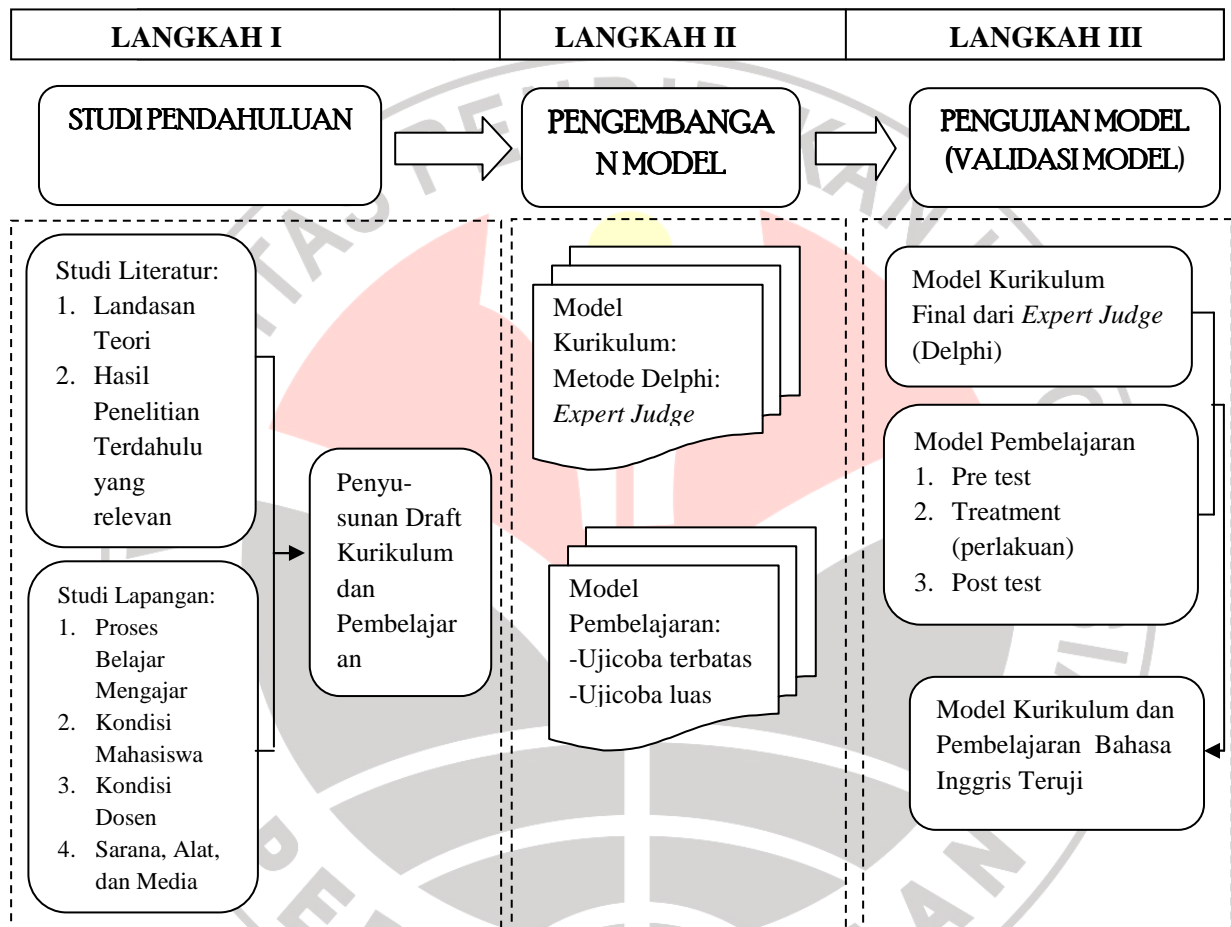 LANGKAH I
LANGKAH II
LANGKAH III
STUDI PENDAHULUAN
PENGEMBANGA
N MODEL
PENGUJIAN MODEL
(VALIDASI MODEL)
Studi Literatur:
1. Landasan
Teori
2. Hasil
Penelitian
Terdahulu
yang
relevan
Studi Lapangan:
1. Proses
Belajar
Mengajar
2. Kondisi
Mahasiswa
3. Kondisi
Dosen
4. Sarana, Alat,
dan Media
Penyu-
sunan Draft
Kurikulum
dan
Pembelajar
an
Model
Kurikulum:
Metode Delphi:
Expert Judge
Model
Pembelajaran:
-Ujicoba terbatas
-Ujicoba luas
Model Kurikulum
Final dari Expert Judge
(Delphi)
Model Pembelajaran
1. Pre test
2. Treatment
(perlakuan)
3. Post test
Model Kurikulum dan
Pembelajaran Bahasa
Inggris Teruji